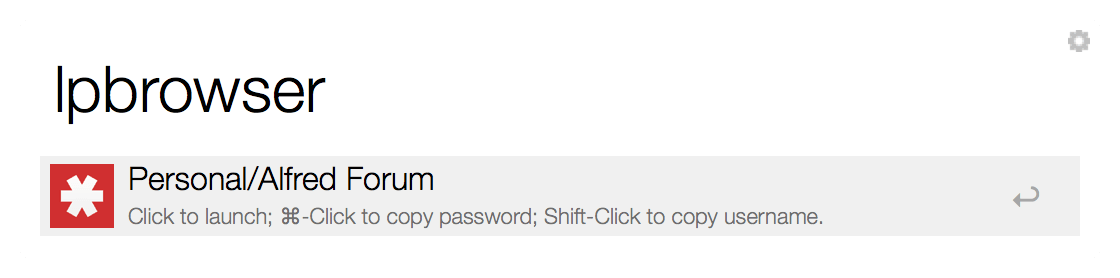 lpbrowser
Personal/Alfred Forum
Click to launch; ⌘-Click to copy password; Shift-Click to copy username.